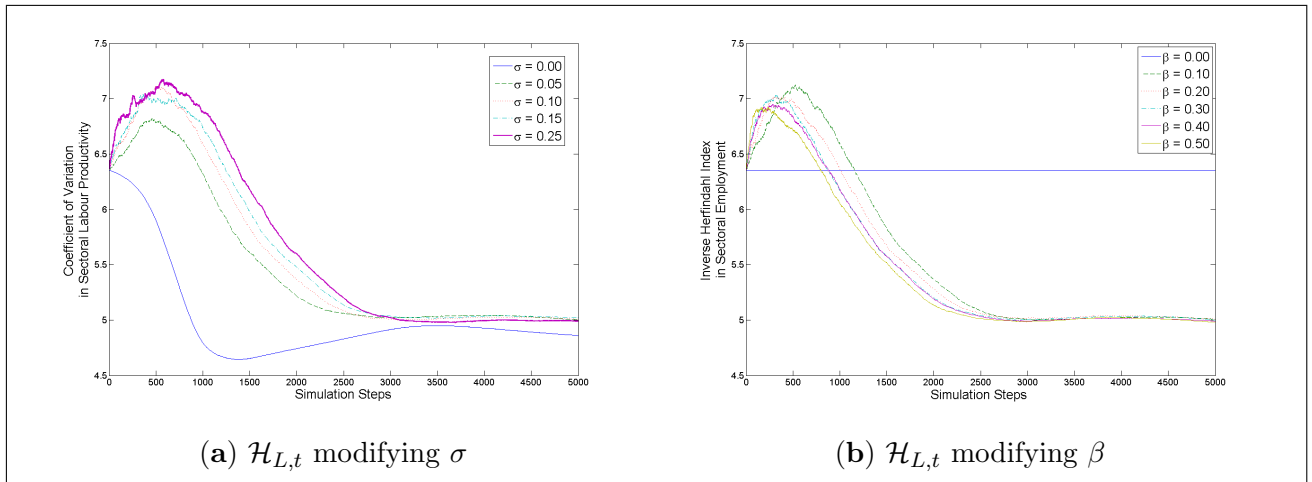 7.5
7
6.5
6
5.5
5
4.5
Coefficient of Variation
in Sectoral Labour Productivity
0 500 1000 1500 2000 2500 3000 3500 4000 4500 5000
Simulation Steps
σ = 0.00
σ = 0.05
σ = 0.10
σ = 0.15
σ = 0.25
(a) ℋL,t modifying σ
7.5
7
6.5
6
5.5
5
4.5
Inverse Herfindahl Index
in Sectoral Employment
0 500 1000 1500 2000 2500 3000 3500 4000 4500 5000
Simulation Steps
β = 0.00
β = 0.10
β = 0.20
β = 0.30
β = 0.40
β = 0.50
(b) ℋL,t modifying β